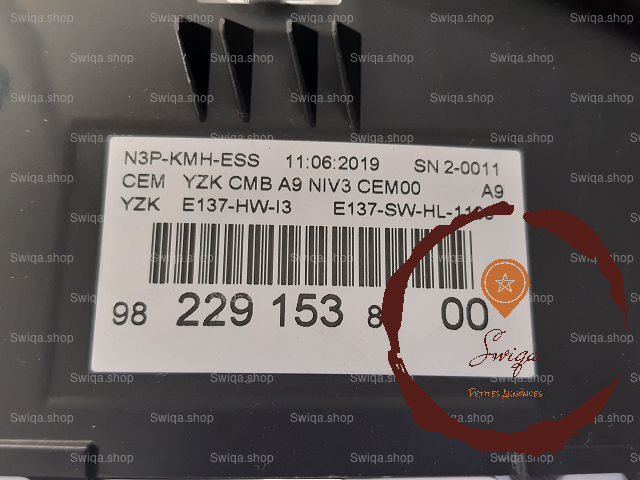 N3P-KMH-ESS 11:06:2019 SN 2-0011
CEM YZK CMB A9 NIV3 CEM00 A9
YZK E137-HW-I3 E137-SW-HL-
98 229 153 8 00
Swiqa
PETITES ANNONCES
Swiqa.shop